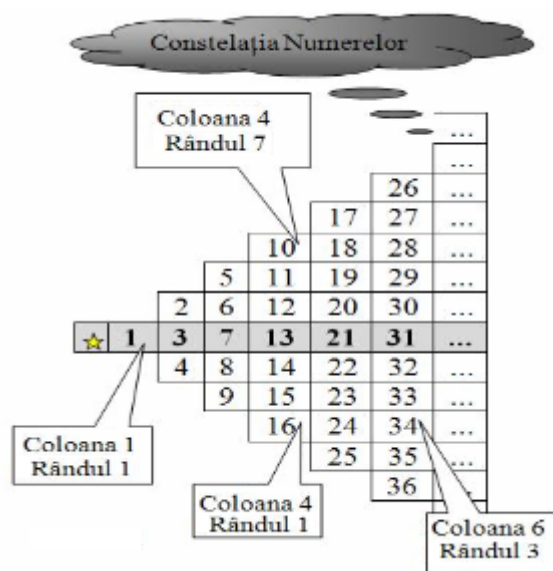 Constelația Numerelor
Coloana 4
Rândul 7
...
...
26 ...
17 27 ...
10 18 28 ...
5 11 19 29 ...
2 6 12 20 30 ...
1 3 7 13 21 31 ...
4 8 14 22 32 ...
9 15 23 33 ...
16 24 34 ...
25 35 ...
36 ...
Coloana 1
Rândul 1
Coloana 4
Rândul 1
Coloana 6
Rândul 3